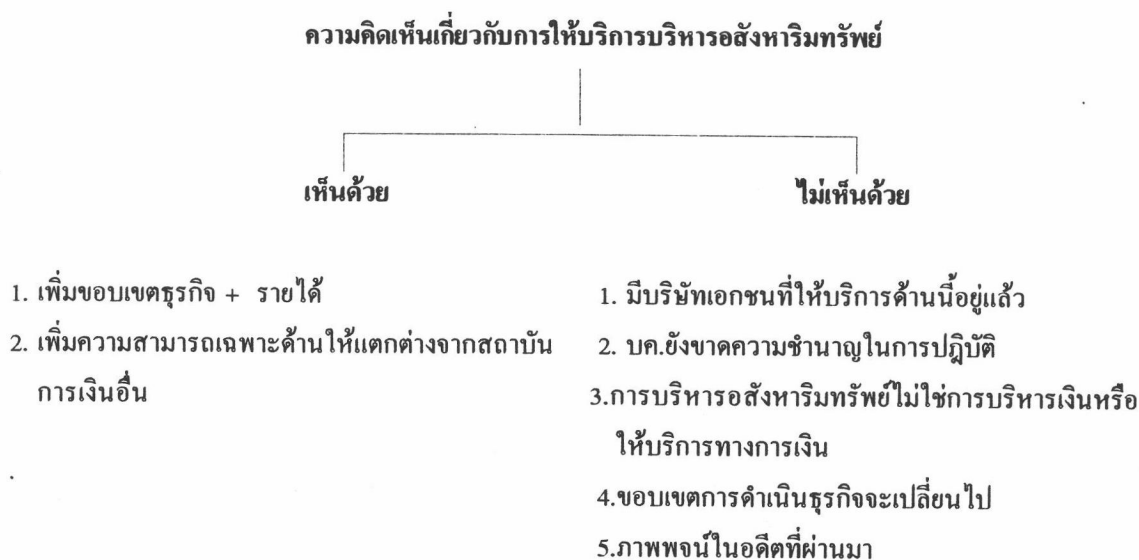 ความคิดเห็นเกี่ยวกับการให้บริการบริหารอสังหาริมทรัพย์
เห็นด้วย
ไม่เห็นด้วย
1. เพิ่มขอบเขตธุรกิจ + รายได้
2. เพิ่มความสามารถเฉพาะด้านให้แตกต่างจากสถาบัน
การเงินอื่น
1. มีบริษัทเอกชนที่ให้บริการด้านนี้อยู่แล้ว
2. บค.ยังขาดความชำนาญในการปฎิบัติ
3.การบริหารอสังหาริมทรัพย์ไม่ใช่การบริหารเงินหรือ
ให้บริการทางการเงิน
4.ขอบเขตการดำเนินธุรกิจจะเปลี่ยนไป
5.ภาพพจน์ในอดีตที่ผ่านมา